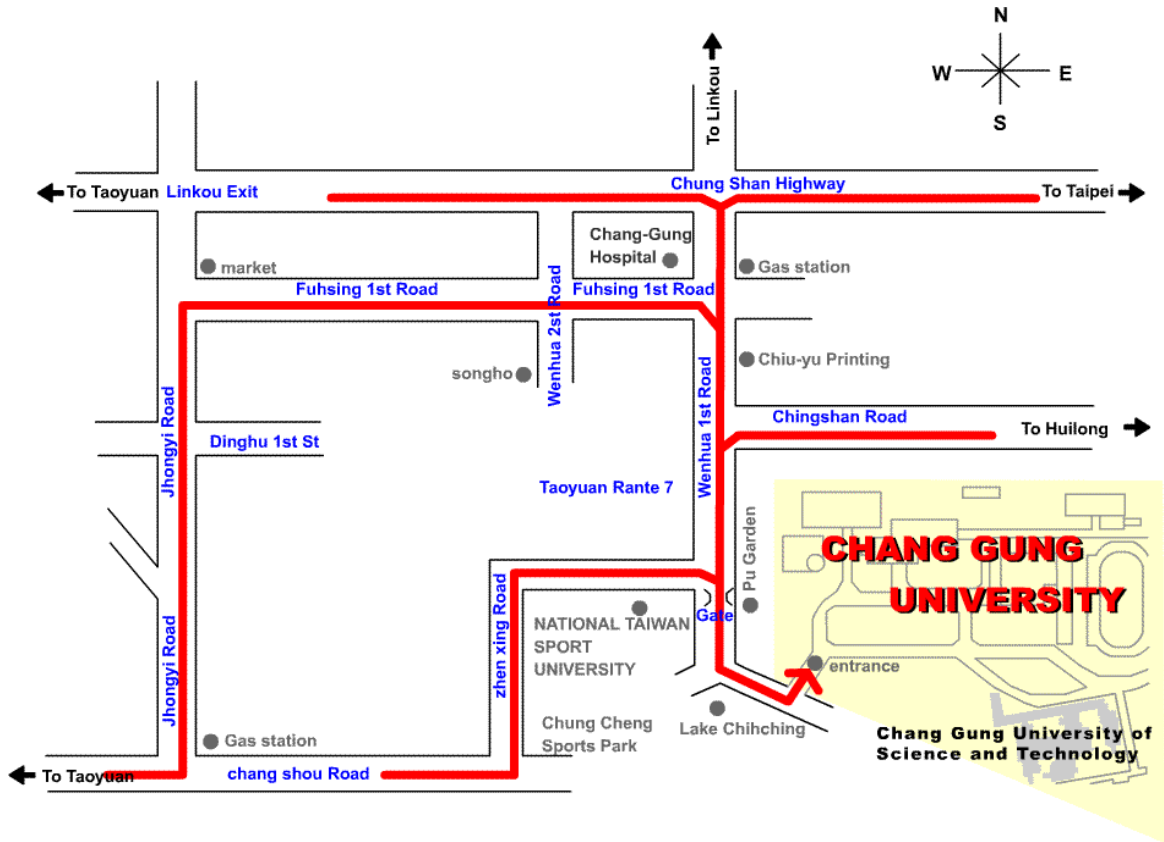 N
W E
S
To Linkou
To Taoyuan
Linkou Exit
Chung Shan Highway
To Taipei
Chang-Gung
Hospital
market
Gas station
Fuhsing 1st Road
Fuhsing 1st Road
Wenhua 2st Road
songho
Chiu-yu Printing
Wenhua 1st Road
Jhongyi Road
Chingshan Road
To Huilong
Dinghu 1st St
Taoyuan Rante 7
Pu Garden
CHANG GUNG
UNIVERSITY
Gate
NATIONAL TAIWAN
SPORT
UNIVERSITY
zhen xing Road
Jhongyi Road
entrance
Chung Cheng
Sports Park
Lake Chihching
Chang Gung University of
Science and Technology
Gas station
To Taoyuan
chang shou Road